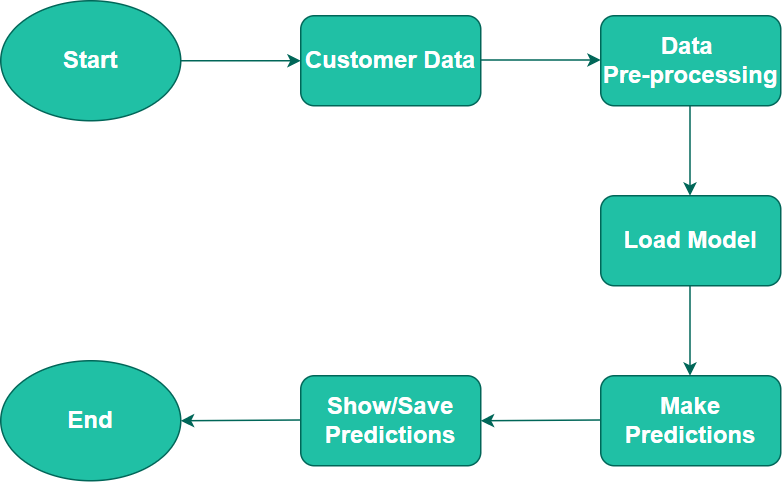 Start
Customer Data
Data
Pre-processing
Load Model
Make
Predictions
Show/Save
Predictions
End